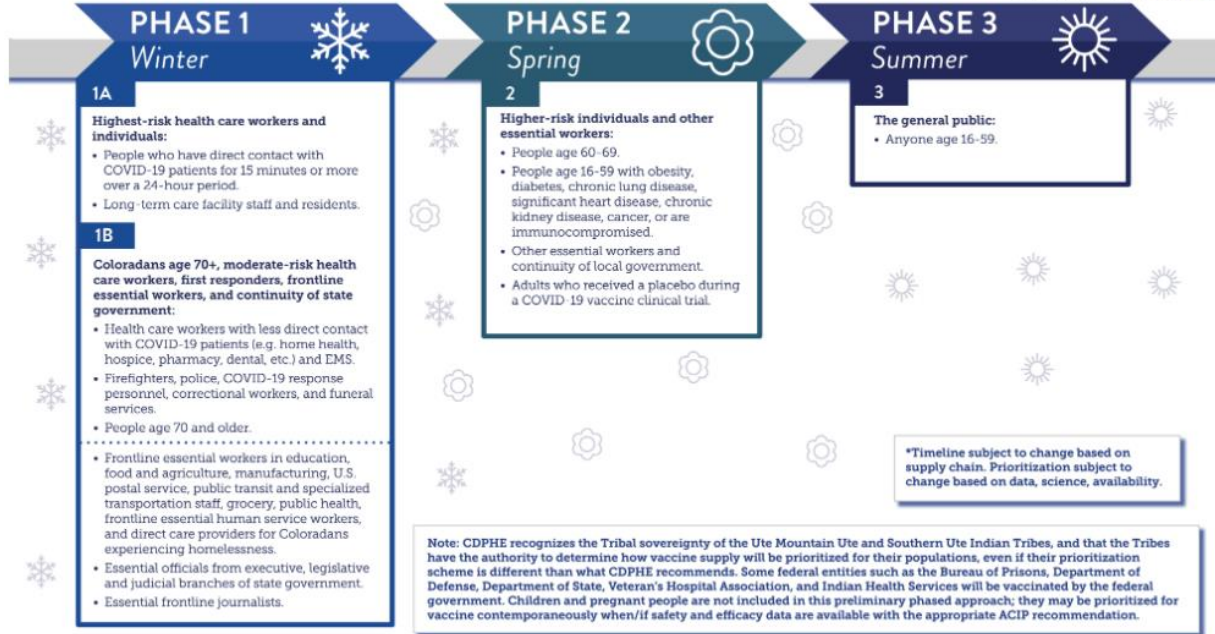 PHASE 1
Winter
1A
Highest-risk health care workers and
individuals:
• People who have direct contact with
COVID-19 patients for 15 minutes or more
over a 24-hour period.
• Long-term care facility staff and residents.
1B
Coloradans age 70+, moderate-risk health
care workers, first responders, frontline
essential workers, and continuity of state
government:
• Health care workers with less direct contact
with COVID-19 patients (e.g. home health,
hospice, pharmacy, dental, etc.) and EMS.
• Firefighters, police, COVID-19 response
personnel, correctional workers, and funeral
services.
• People age 70 and older.
• Frontline essential workers in education,
food and agriculture, manufacturing, U.S.
postal service, public transit and specialized
transportation staff, grocery, public health,
frontline essential human service workers,
and direct care providers for Coloradans
experiencing homelessness.
• Essential officials from executive, legislative
and judicial branches of state government.
• Essential frontline journalists.
PHASE 2
Spring
2
Higher-risk individuals and other
essential workers:
• People age 60-69.
• People age 16-59 with obesity,
diabetes, chronic lung disease,
significant heart disease, chronic
kidney disease, cancer, or are
immunocompromised.
• Other essential workers and
continuity of local government.
• Adults who received a placebo during
a COVID-19 vaccine clinical trial.
PHASE 3
Summer
3
The general public:
• Anyone age 16-59.
*Timeline subject to change based on
supply chain. Prioritization subject to
change based on data, science, availability.
Note: CDPHE recognizes the Tribal sovereignty of the Ute Mountain Ute and Southern Ute Indian Tribes, and that the Tribes
have the authority to determine how vaccine supply will be prioritized for their populations, even if their prioritization
scheme is different than what CDPHE recommends. Some federal entities such as the Bureau of Prisons, Department of
Defense, Department of State, Veteran's Hospital Association, and Indian Health Services will be vaccinated by the federal
government. Children and pregnant people are not included in this preliminary phased approach; they may be prioritized for
vaccine contemporaneously when/if safety and efficacy data are available with the appropriate ACIP recommendation.